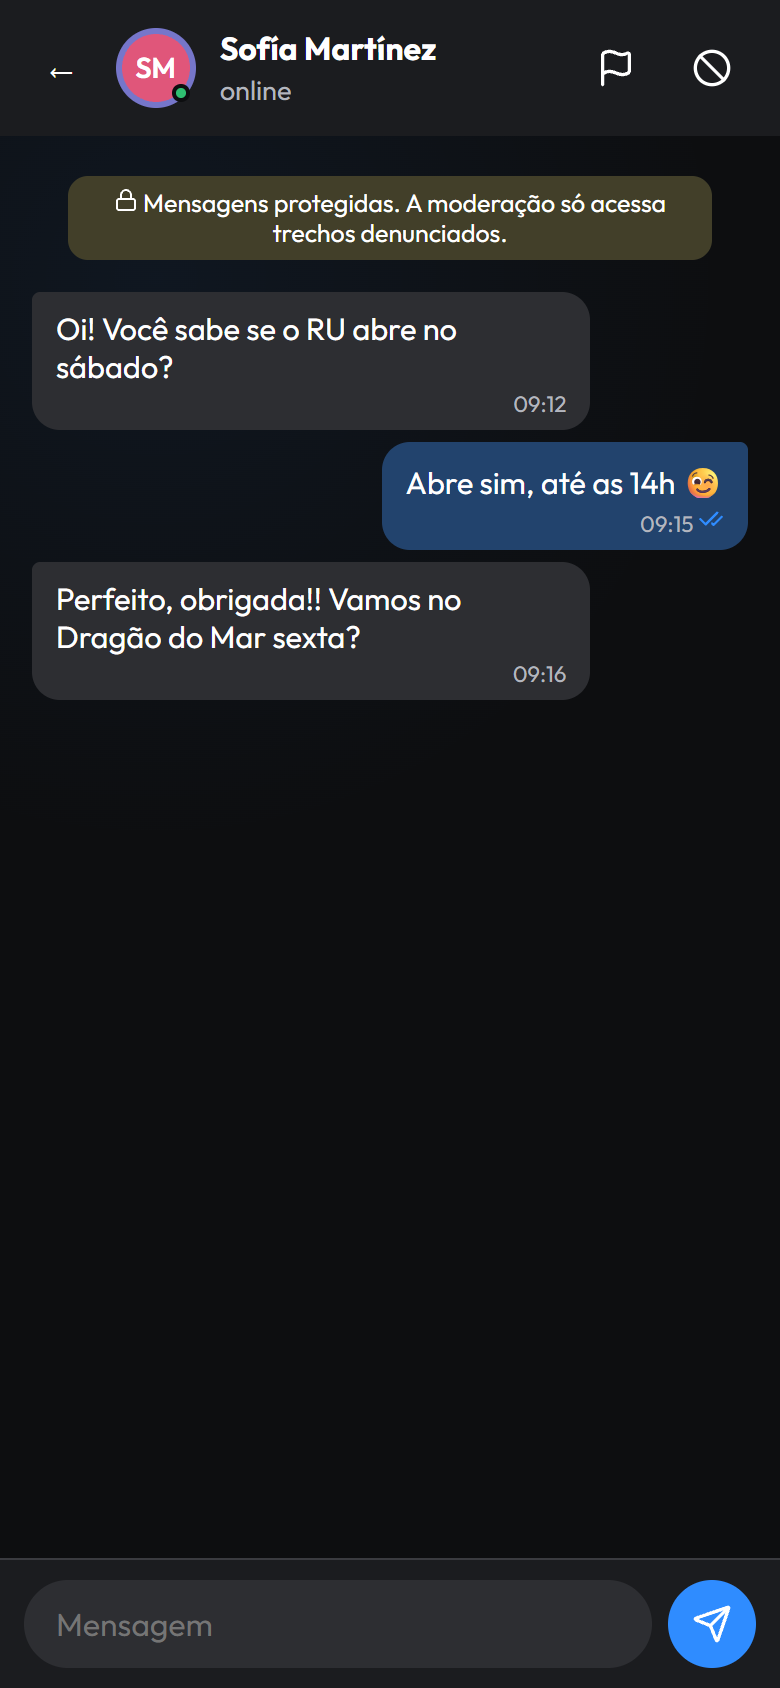 ←
SM
Sofía Martínez
online
Mensagens protegidas. A moderação só acessa
trechos denunciados.
Oi! Você sabe se o RU abre no
sábado?
09:12
Abre sim, até as 14h 😉
09:15
Perfeito, obrigada!! Vamos no
Dragão do Mar sexta?
09:16
Mensagem